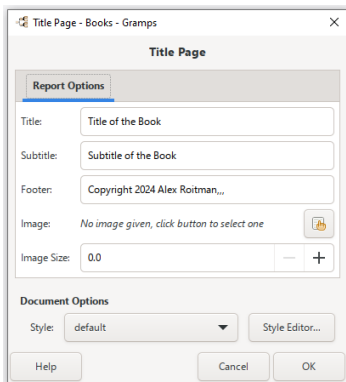 Title Page - Books - Gramps
Title Page
Report Options
Title: Title of the Book
Subtitle: Subtitle of the Book
Footer: Copyright 2024 Alex Roitman,,,
Image: No image given, click button to select one
Image Size: 0.0
Document Options
Style: default Style Editor...
Help Cancel OK